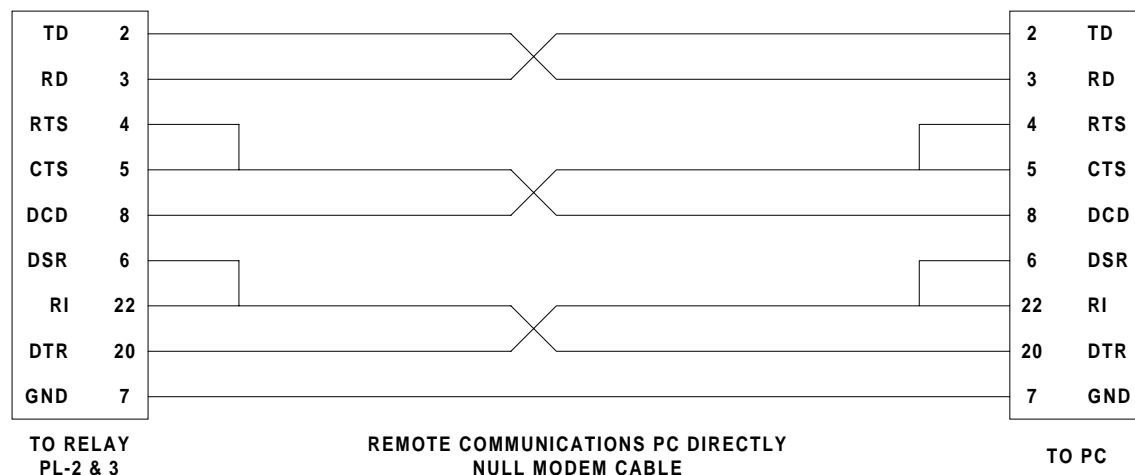 TD 2 2 TD
RD 3 3 RD
RTS 4 4 RTS
CTS 5 5 CTS
DCD 8 8 DCD
DSR 6 6 DSR
RI 22 22 RI
DTR 20 20 DTR
GND 7 7 GND
TO RELAY
PL-2 & 3
REMOTE COMMUNICATIONS PC DIRECTLY
NULL MODEM CABLE
TO PC